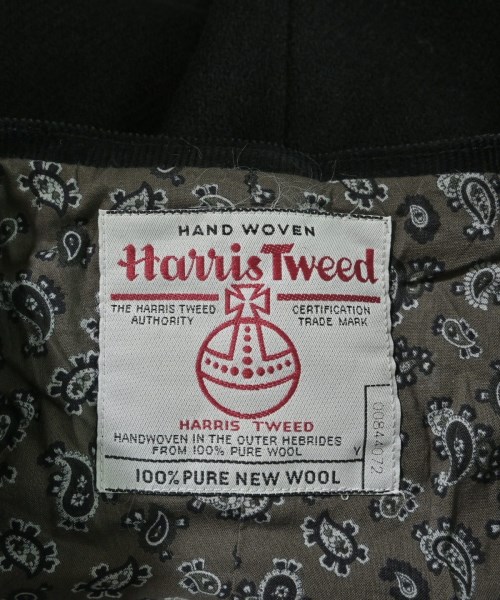 HAND WOVEN
Harris Tweed
THE HARRIS TWEED AUTHORITY
CERTIFICATION TRADE MARK
HARRIS TWEED
HANDWOVEN IN THE OUTER HEBRIDES
FROM 100% PURE WOOL
Y
00844072
100% PURE NEW WOOL